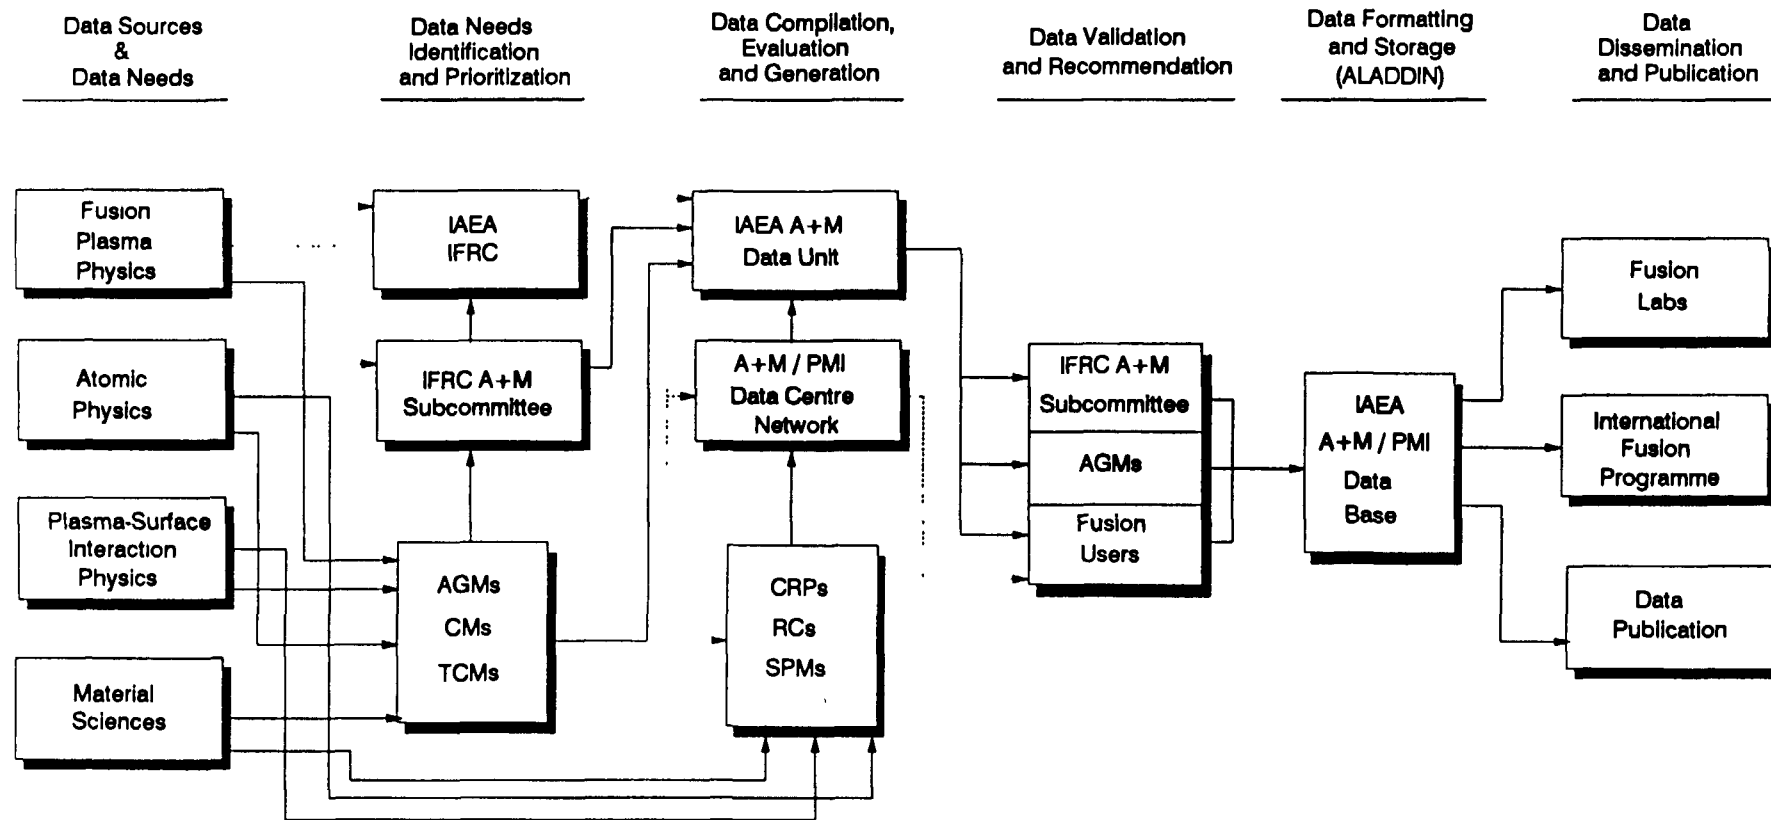 Data Sources
&
Data Needs
Data Needs
Identification
and Prioritization
Data Compilation,
Evaluation
and Generation
Data Validation
and Recommendation
Data Formatting
and Storage
(ALADDIN)
Data
Dissemination
and Publication
Fusion
Plasma
Physics
Atomic
Physics
Plasma-Surface
Interaction
Physics
Material
Sciences
IAEA
IFRC
IFRC A+M
Subcommittee
AGMs
CMs
TCMs
IAEA A+M
Data Unit
A+M / PMI
Data Centre
Network
CRPs
RCs
SPMs
IFRC A+M
Subcommittee
AGMs
Fusion
Users
IAEA
A+M / PMI
Data
Base
Fusion
Labs
International
Fusion
Programme
Data
Publication